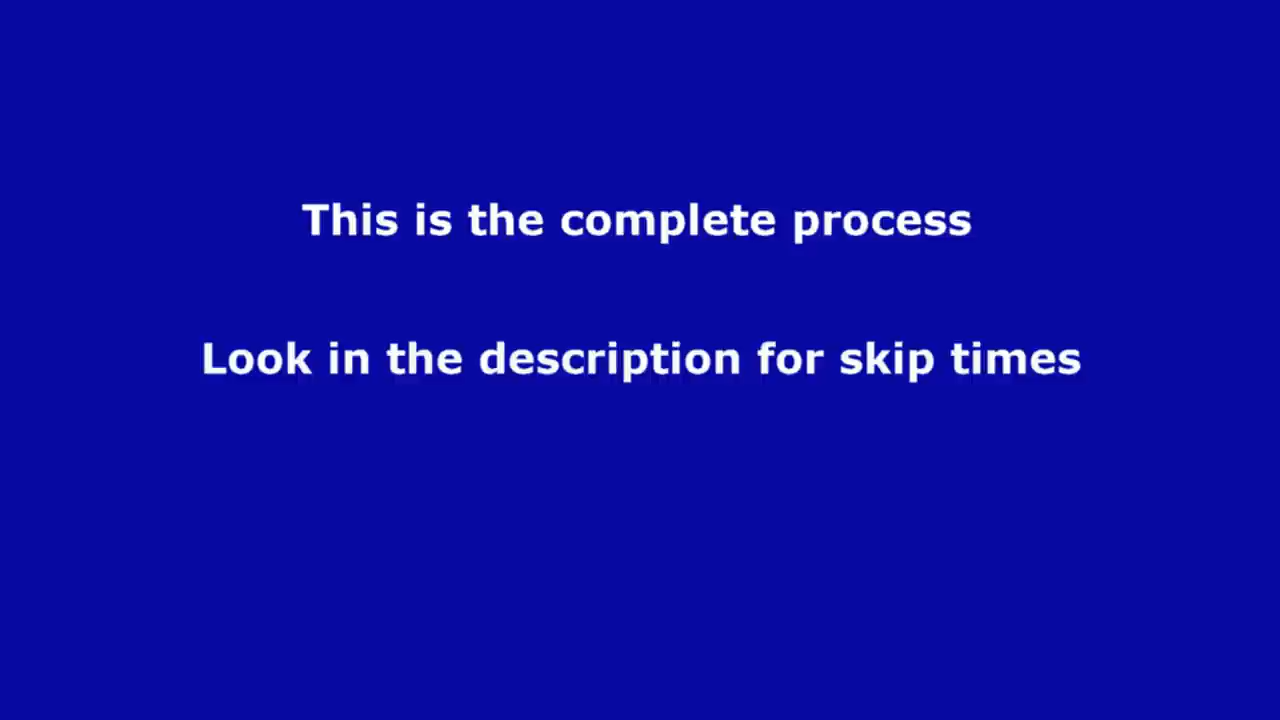 This is the complete process
Look in the description for skip times